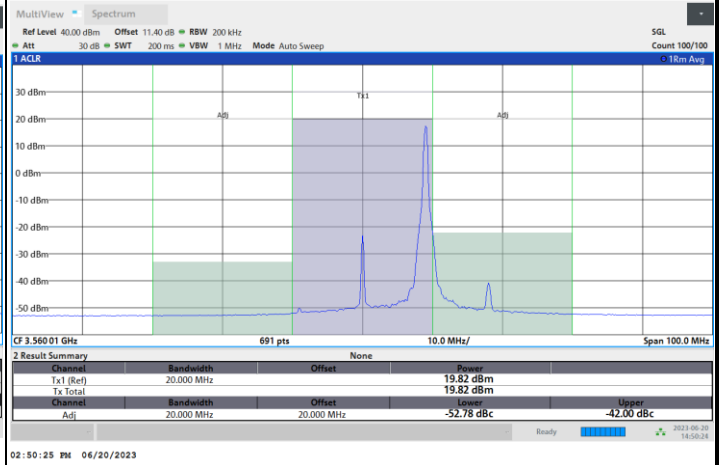 MultiView Spectrum
Ref Level 40.00 dBm Offset 11.40 dB RBW 200 kHz SGL
Att 30 dB SWT 200 ms VBW 1 MHz Mode Auto Sweep Count 100/100
1 ACLR 1Rm Avg
Tx1
Adj Adj
30 dBm
20 dBm
10 dBm
0 dBm
-10 dBm
-20 dBm
-30 dBm
-40 dBm
-50 dBm
CF 3.56001 GHz 691 pts 10.0 MHz/ Span 100.0 MHz
2 Result Summary None
Channel Bandwidth Offset Power
Tx1 (Ref) 20.000 MHz 19.82 dBm
Tx Total 19.82 dBm
Channel Bandwidth Offset Lower Upper
Adj 20.000 MHz 20.000 MHz -52.78 dBc -42.00 dBc
Ready 2023-06-20
14:50:24
02:50:25 PM 06/20/2023